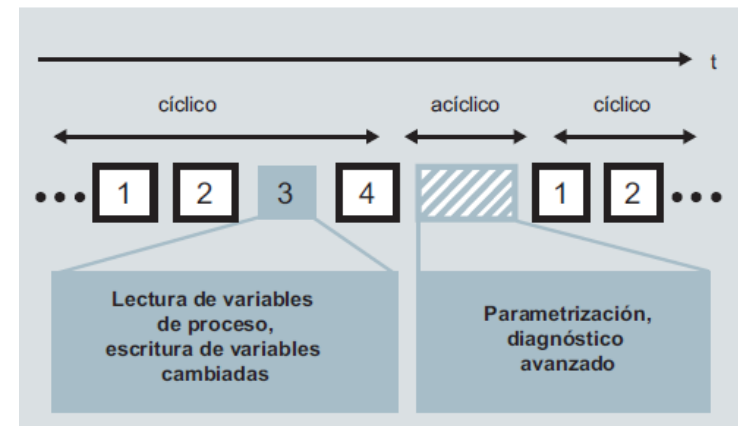 t
cíclico
acíclico
cíclico
1 2 3 4 1 2
Lectura de variables
de proceso,
escritura de variables
cambiadas
Parametrización,
diagnóstico
avanzado